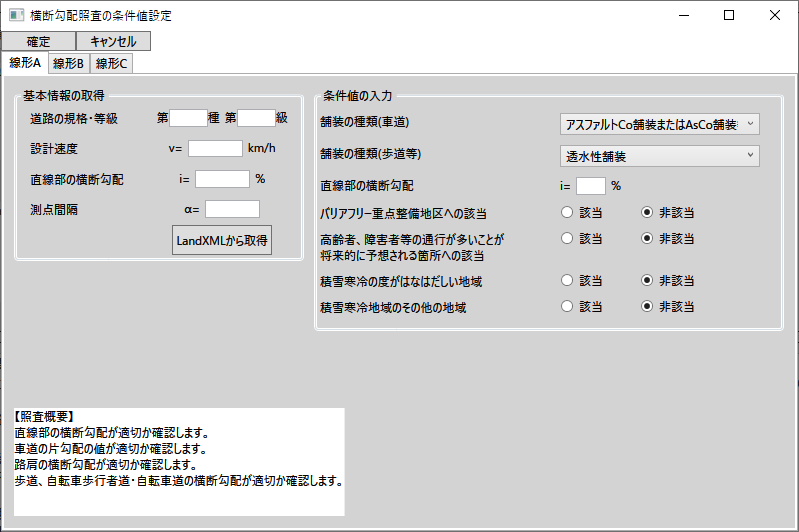 横断勾配照査の条件値設定
確定 キャンセル
線形A 線形B 線形C
基本情報の取得
道路の規格・等級 第 種 第 級
設計速度 v= km/h
直線部の横断勾配 i= %
測点間隔 α=
LandXMLから取得
条件値の入力
舗装の種類(車道) アスファルトCo舗装またはAsCo舗装
舗装の種類(歩道等) 透水性舗装
直線部の横断勾配 i= %
バリアフリー重点整備地区への該当 該当 非該当
高齢者、障害者等の通行が多いことが
将来的に予想される箇所への該当 該当 非該当
積雪寒冷の度がはなはだしい地域 該当 非該当
積雪寒冷地域のその他の地域 該当 非該当
【照査概要】
直線部の横断勾配が適切か確認します。
車道の片勾配の値が適切か確認します。
路肩の横断勾配が適切か確認します。
歩道、自転車歩行者道・自転車道の横断勾配が適切か確認します。